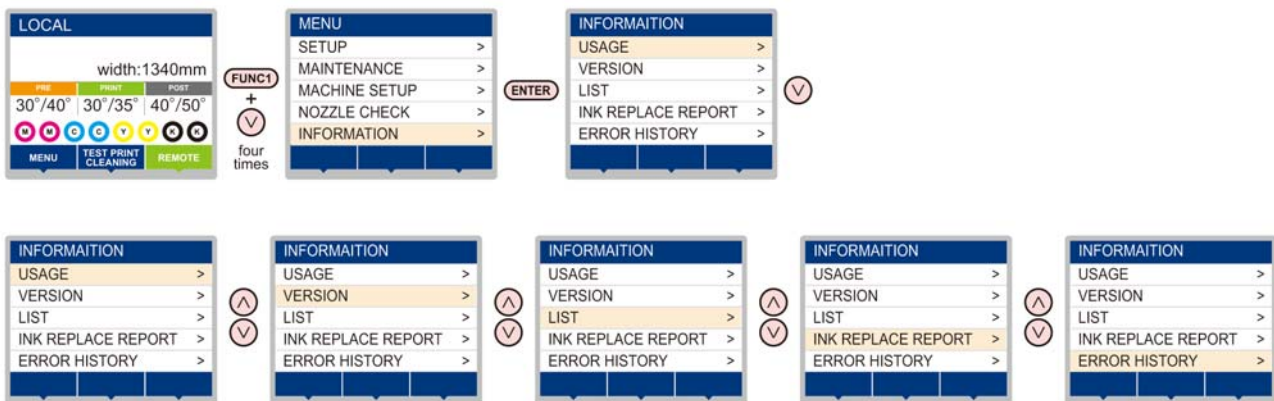 LOCAL
width:1340mm
PRE PRINT POST
30°/40° 30°/35° 40°/50°
M M C C Y Y K K
MENU TEST PRINT CLEANING REMOTE
FUNC1
+
four
times
MENU
SETUP >
MAINTENANCE >
MACHINE SETUP >
NOZZLE CHECK >
INFORMATION >
ENTER
INFORMAITION
USAGE >
VERSION >
LIST >
INK REPLACE REPORT >
ERROR HISTORY >
INFORMAITION
USAGE >
VERSION >
LIST >
INK REPLACE REPORT >
ERROR HISTORY >
INFORMAITION
USAGE >
VERSION >
LIST >
INK REPLACE REPORT >
ERROR HISTORY >
INFORMAITION
USAGE >
VERSION >
LIST >
INK REPLACE REPORT >
ERROR HISTORY >
INFORMAITION
USAGE >
VERSION >
LIST >
INK REPLACE REPORT >
ERROR HISTORY >
INFORMAITION
USAGE >
VERSION >
LIST >
INK REPLACE REPORT >
ERROR HISTORY >